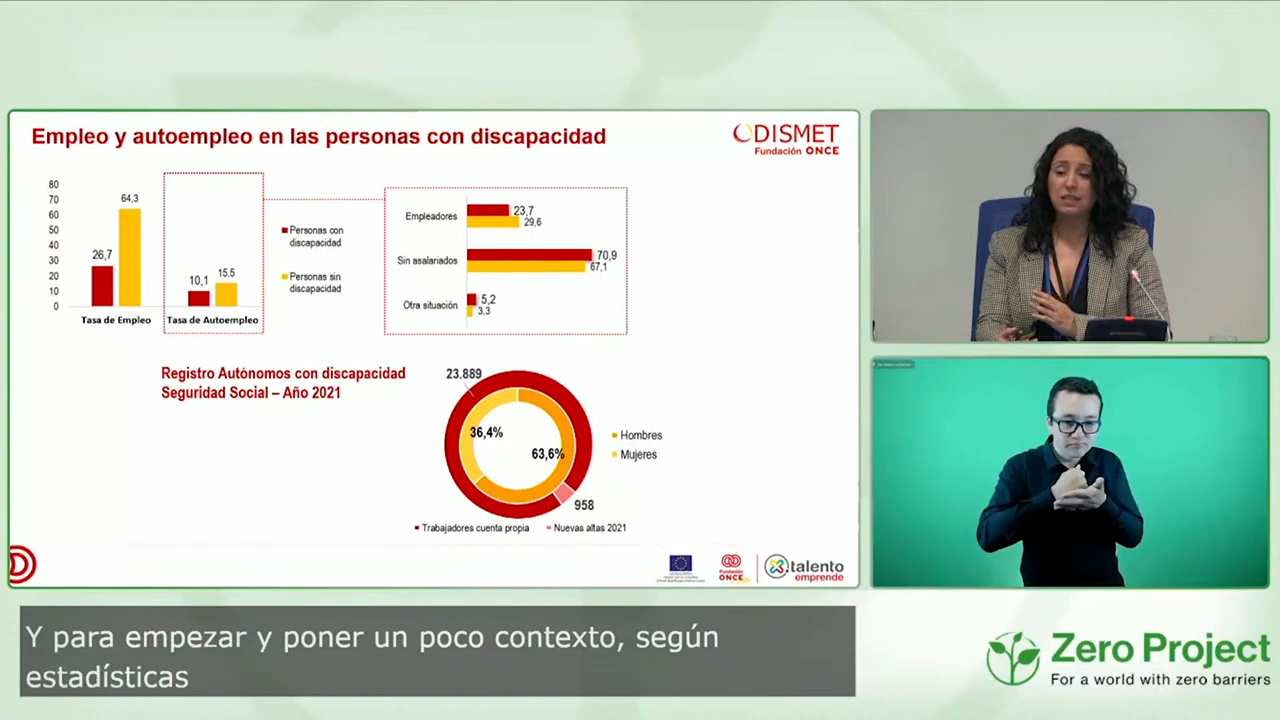 Empleo y autoempleo en las personas con discapacidad
ODISMET
Fundación ONCE
80
70
60
50
40
30
20
10
0
26,7
64,3
10,1
15,5
Tasa de Empleo
Tasa de Autoempleo
Personas con
discapacidad
Personas sin
discapacidad
Empleadores
23,7
29,6
Sin asalariados
70,9
67,1
Otra situación
5,2
3,3
Registro Autónomos con discapacidad
Seguridad Social – Año 2021
23.889
36,4%
63,6%
958
Hombres
Mujeres
Trabajadores cuenta propia
Nuevas altas 2021
Fundación
ONCE
talento
emprende
Y para empezar y poner un poco contexto, según
estadísticas
Zero Project
For a world with zero barriers